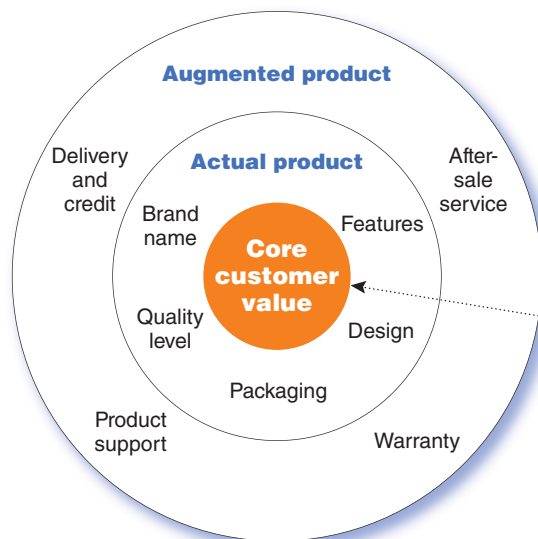 Augmented product
Delivery
and
credit
After-
sale
service
Actual product
Brand
name
Features
Core
customer
value
Quality
level
Design
Packaging
Product
support
Warranty